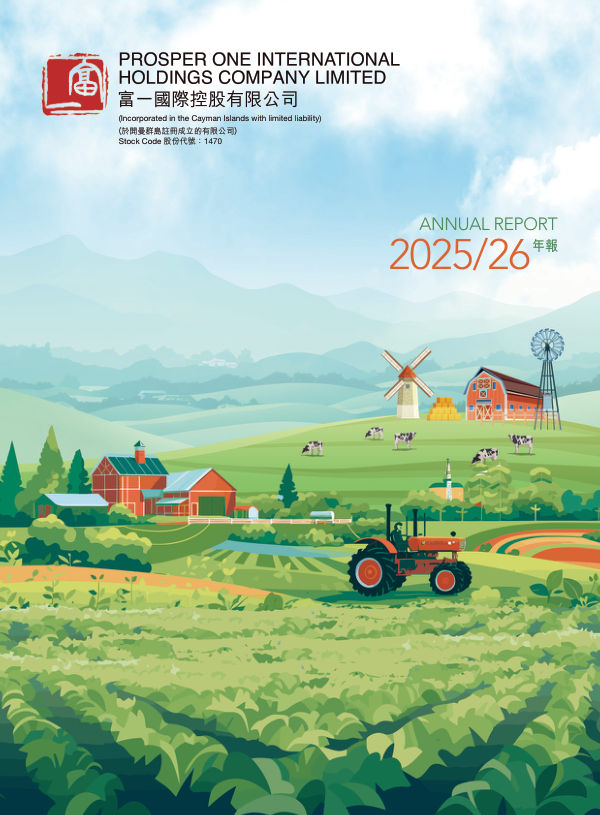 富一
PROSPER ONE INTERNATIONAL
HOLDINGS COMPANY LIMITED
富一國際控股有限公司
(Incorporated in the Cayman Islands with limited liability)
(於開曼群島註冊成立的有限公司)
Stock Code 股份代號：1470
ANNUAL REPORT
2025/26 年報